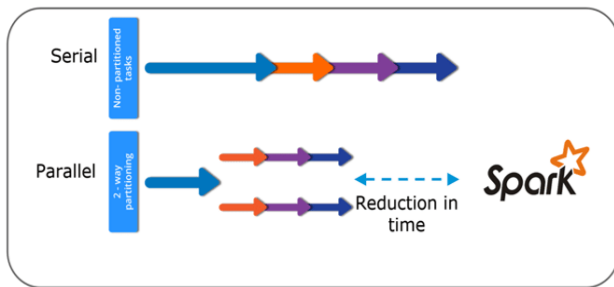 Serial
Non- partitioned
tasks
Parallel
2 - way
partitioning
Reduction in
time
Spark